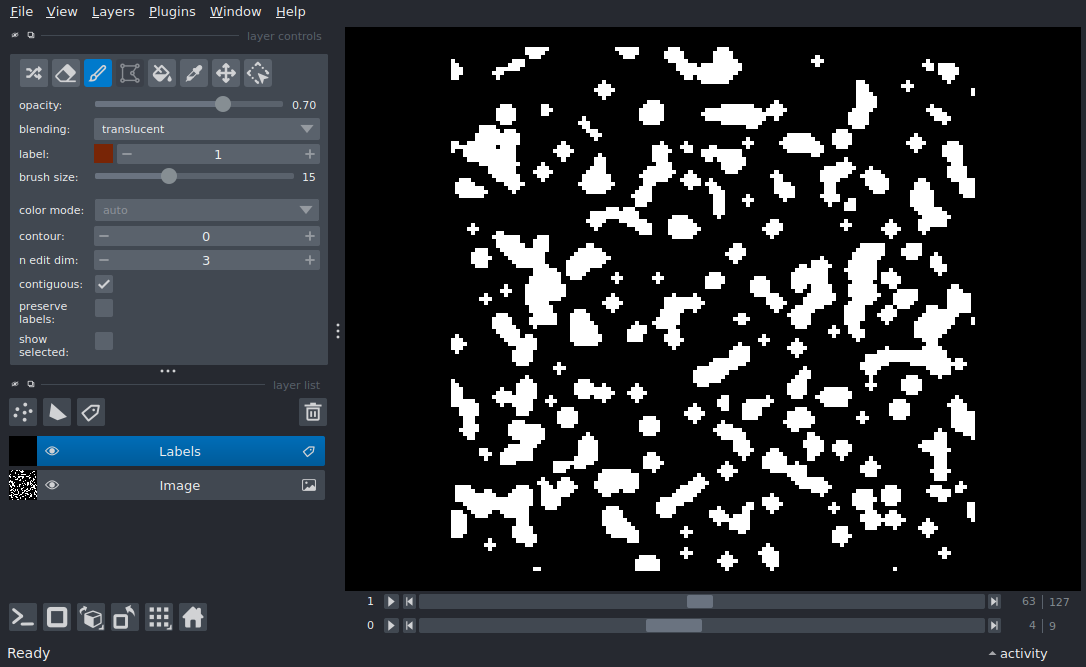 File View Layers Plugins Window Help
layer controls
opacity: 0.70
blending: translucent
label: 1
brush size: 15
color mode: auto
contour: 0
n edit dim: 3
contiguous:
preserve
labels:
show
selected:
layer list
Labels
Image
1 63 127
0 4 9
Ready activity